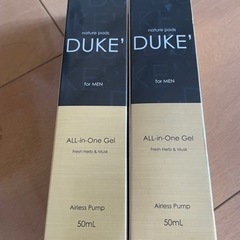 nature pods
DUKE'
for MEN
ALL-in-One Gel
Fresh Herb & Musk
Airless Pump
50mL
nature pods
DUKE'
for MEN
ALL-in-One Gel
Fresh Herb & Musk
Airless Pump
50mL